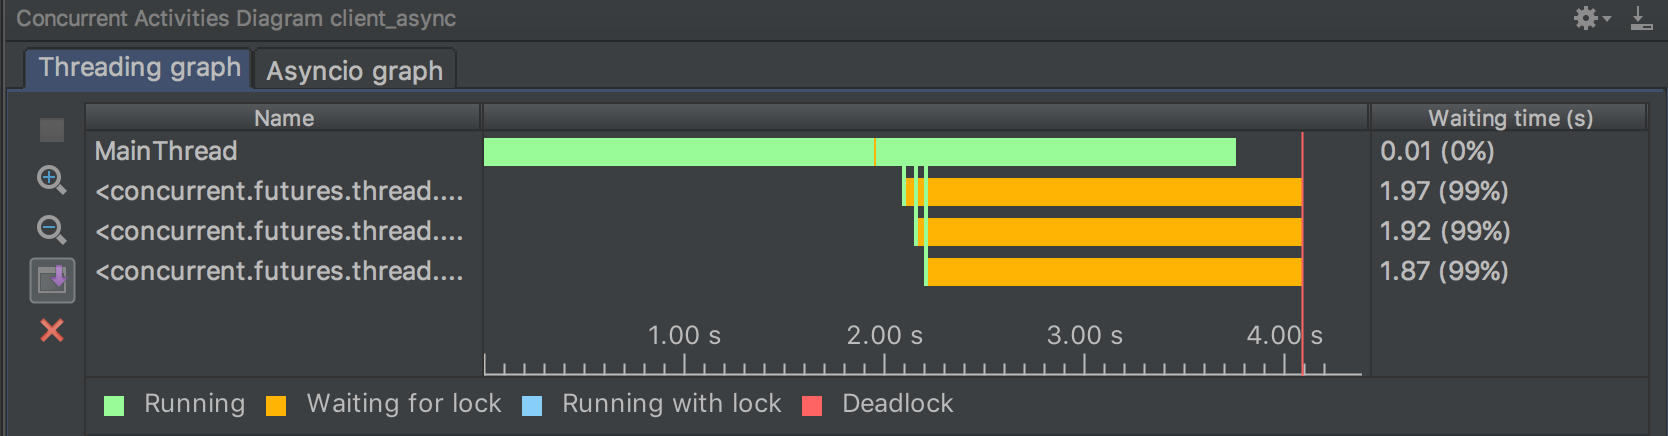 Concurrent Activities Diagram client_async
Threading graph Asyncio graph
Name Waiting time (s)
MainThread 0.01 (0%)
<concurrent.futures.thread.... 1.97 (99%)
<concurrent.futures.thread.... 1.92 (99%)
<concurrent.futures.thread.... 1.87 (99%)
1.00 s 2.00 s 3.00 s 4.00 s
Running Waiting for lock Running with lock Deadlock